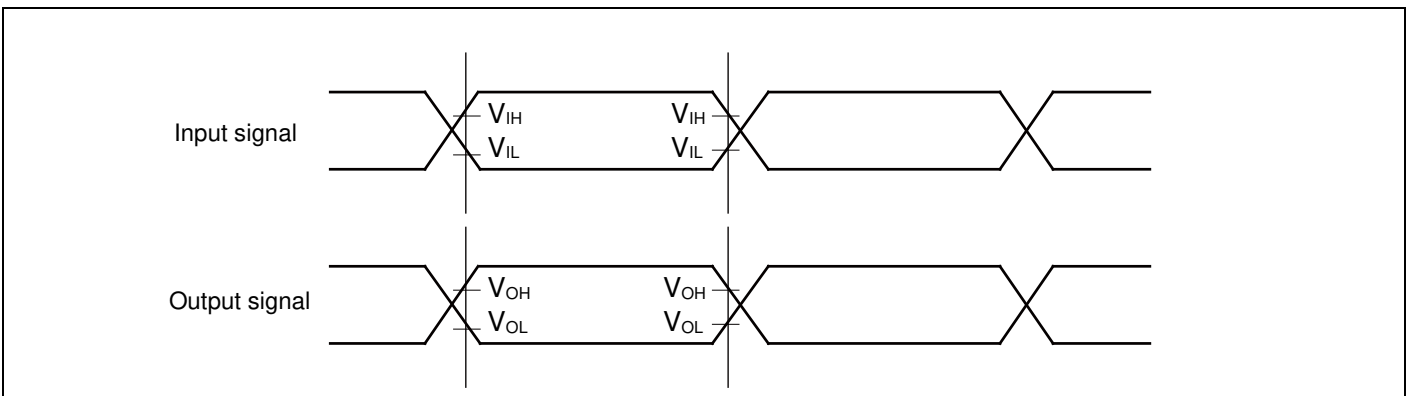 Input signal
VIH VIH
VIL VIL
Output signal
VOH VOH
VOL VOL